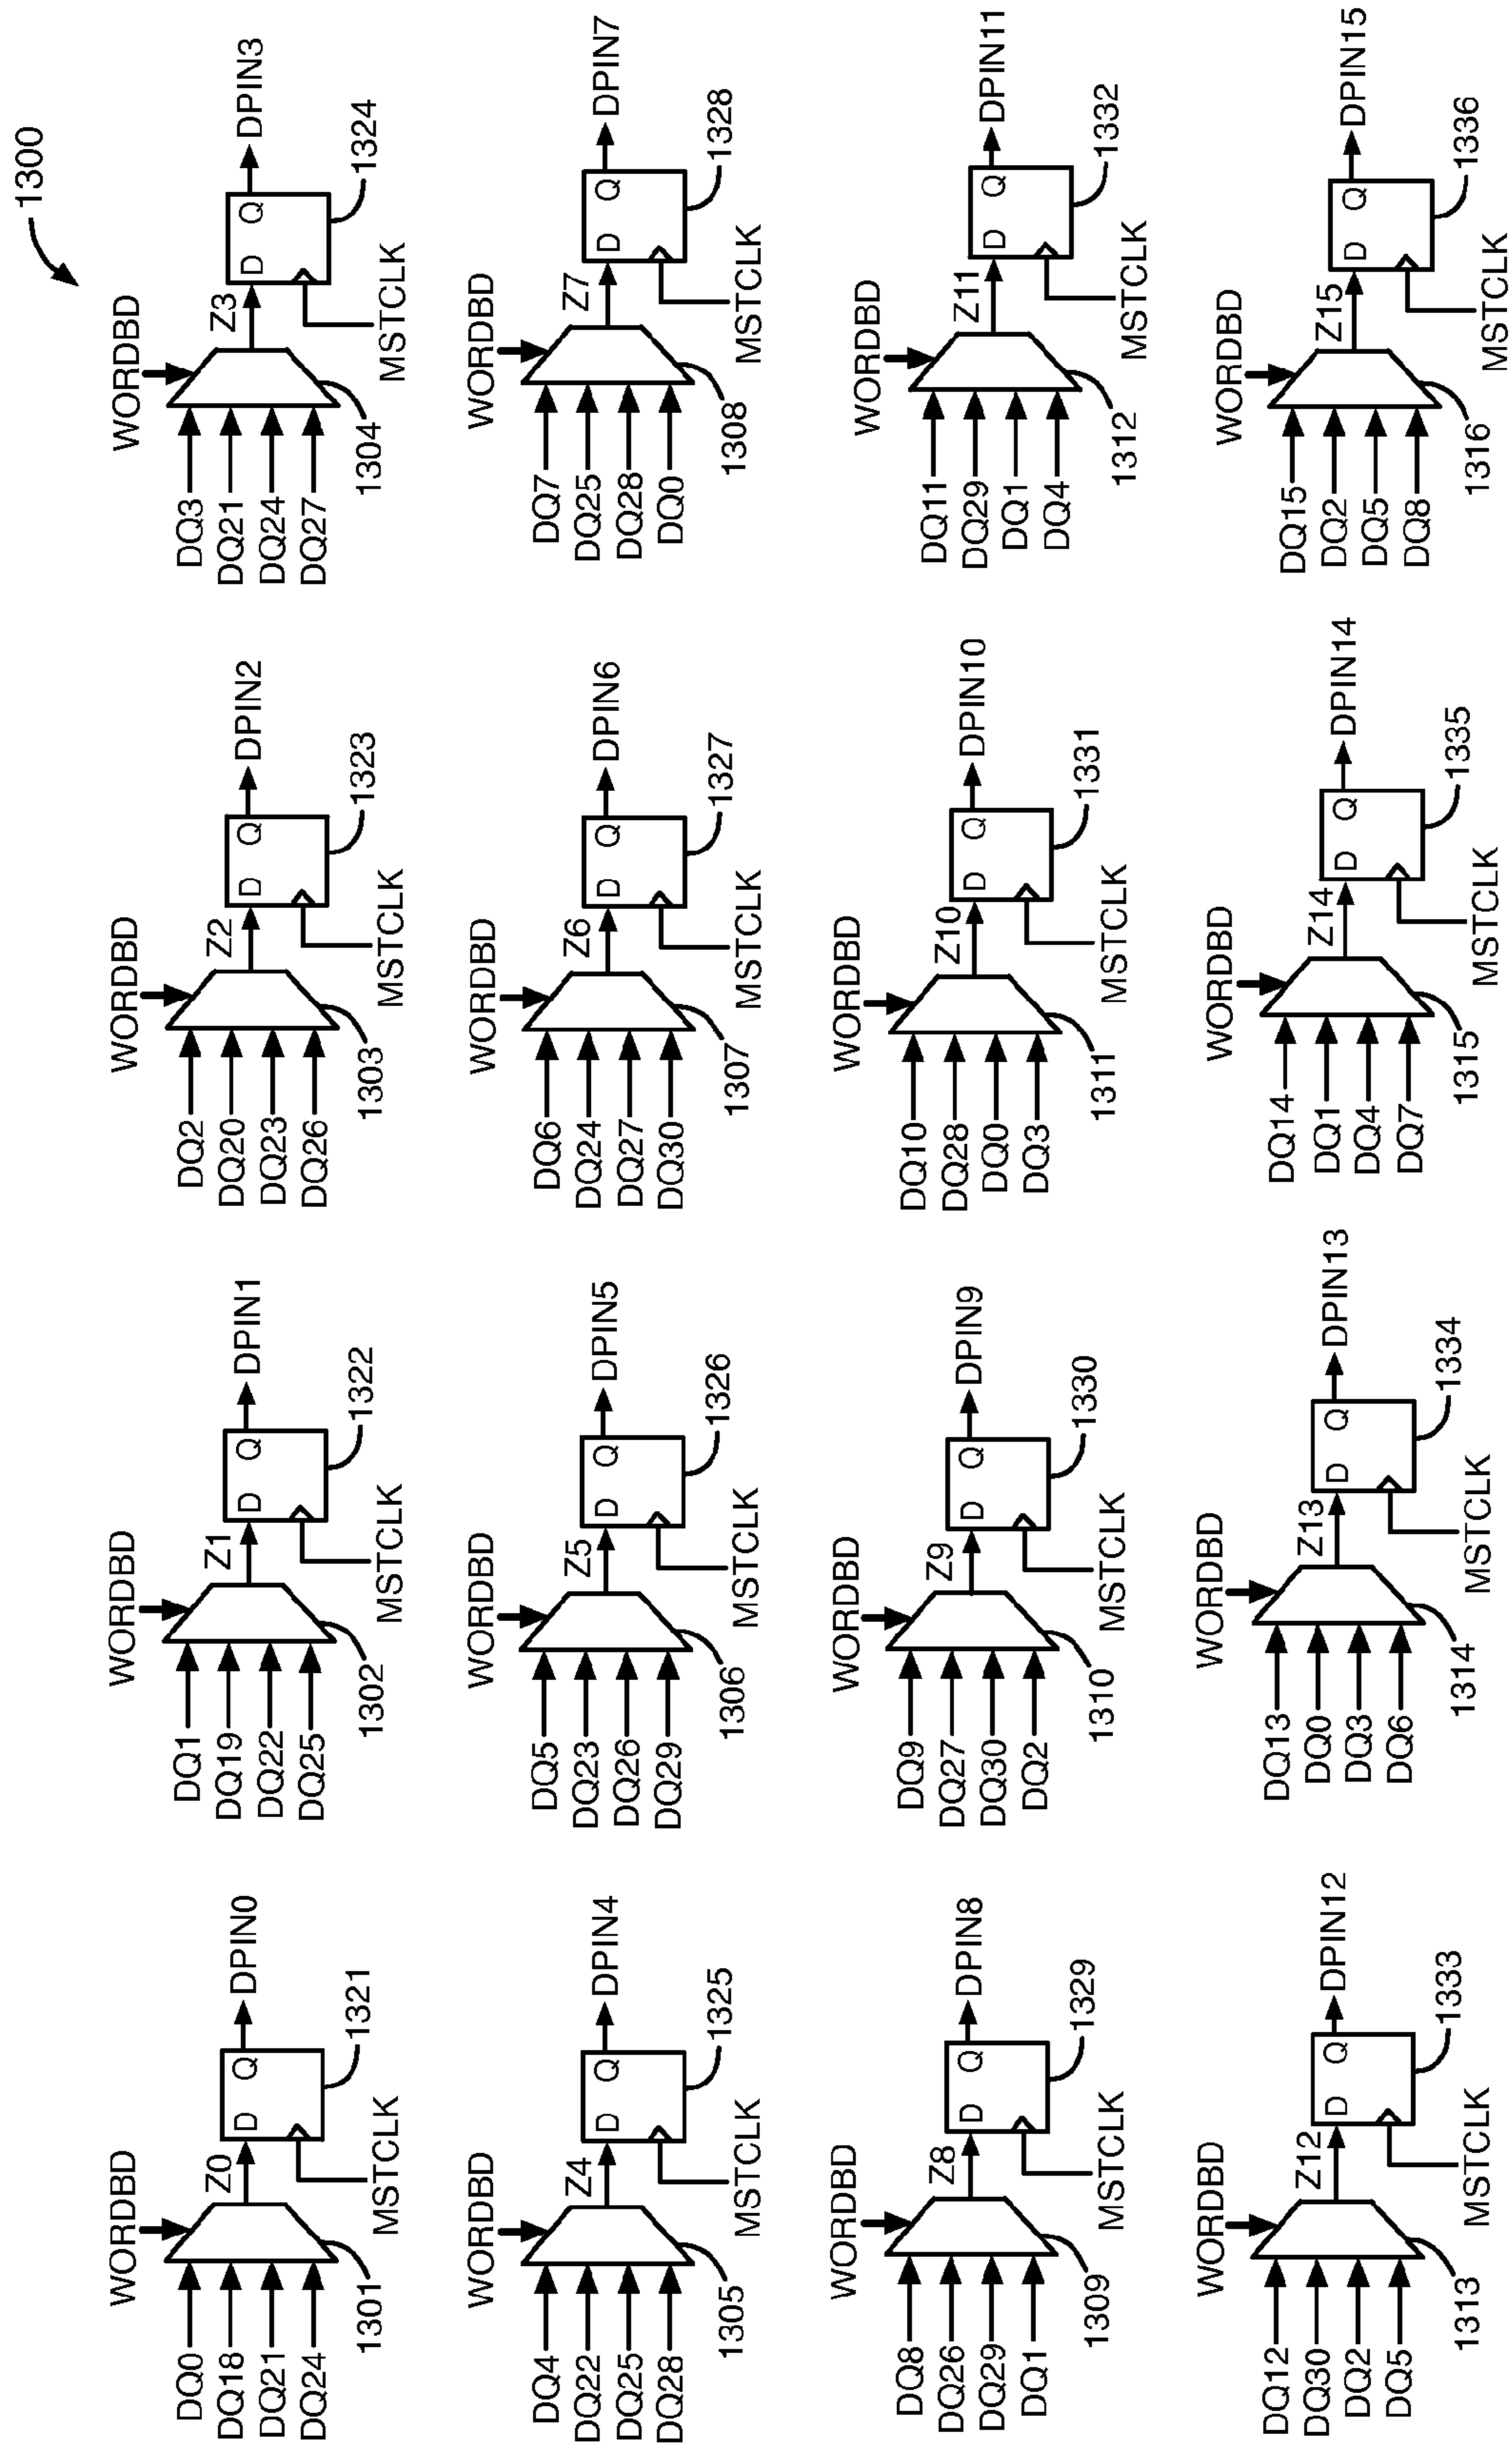 1300
WORDBD
DQ0
DQ18
DQ21
DQ24
1301
Z0
D Q
DPIN0
1321
MSTCLK
WORDBD
DQ1
DQ19
DQ22
DQ25
1302
Z1
D Q
DPIN1
1322
MSTCLK
WORDBD
DQ2
DQ20
DQ23
DQ26
1303
Z2
D Q
DPIN2
1323
MSTCLK
WORDBD
DQ3
DQ21
DQ24
DQ27
1304
Z3
D Q
DPIN3
1324
MSTCLK
WORDBD
DQ4
DQ22
DQ25
DQ28
1305
Z4
D Q
DPIN4
1325
MSTCLK
WORDBD
DQ5
DQ23
DQ26
DQ29
1306
Z5
D Q
DPIN5
1326
MSTCLK
WORDBD
DQ6
DQ24
DQ27
DQ30
1307
Z6
D Q
DPIN6
1327
MSTCLK
WORDBD
DQ7
DQ25
DQ28
DQ0
1308
Z7
D Q
DPIN7
1328
MSTCLK
WORDBD
DQ8
DQ26
DQ29
DQ1
1309
Z8
D Q
DPIN8
1329
MSTCLK
WORDBD
DQ9
DQ27
DQ30
DQ2
1310
Z9
D Q
DPIN9
1330
MSTCLK
WORDBD
DQ10
DQ28
DQ0
DQ3
1311
Z10
D Q
DPIN10
1331
MSTCLK
WORDBD
DQ11
DQ29
DQ1
DQ4
1312
Z11
D Q
DPIN11
1332
MSTCLK
WORDBD
DQ12
DQ30
DQ2
DQ5
1313
Z12
D Q
DPIN12
1333
MSTCLK
WORDBD
DQ13
DQ0
DQ3
DQ6
1314
Z13
D Q
DPIN13
1334
MSTCLK
WORDBD
DQ14
DQ1
DQ4
DQ7
1315
Z14
D Q
DPIN14
1335
MSTCLK
WORDBD
DQ15
DQ2
DQ5
DQ8
1316
Z15
D Q
DPIN15
1336
MSTCLK